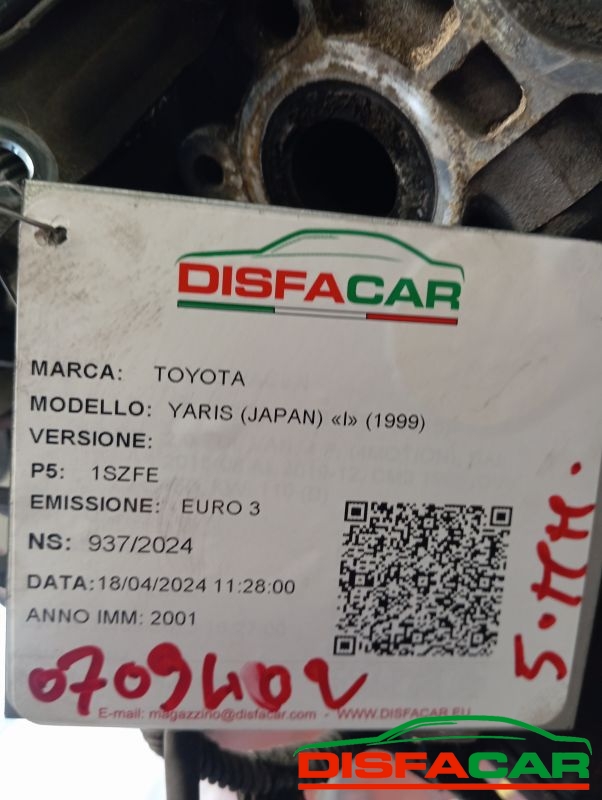 DISFACAR
MARCA: TOYOTA
MODELLO: YARIS (JAPAN) «I» (1999)
VERSIONE:
P5: 1SZFE
EMISSIONE: EURO 3
NS: 937/2024
DATA:18/04/2024 11:28:00
ANNO IMM: 2001
0709402
E-mail: magazzino@disfacar.com - WWW.DISFACAR.EU
DISFACAR